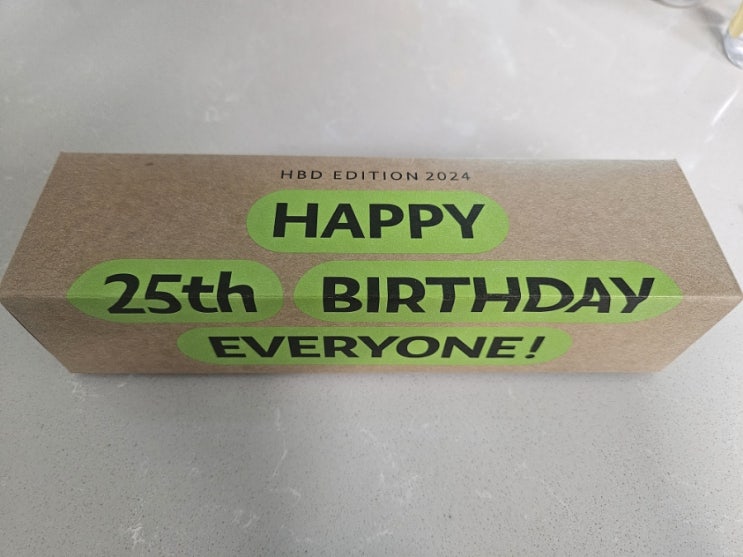 HBD EDITION 2024
HAPPY
25th BIRTHDAY
EVERYONE!